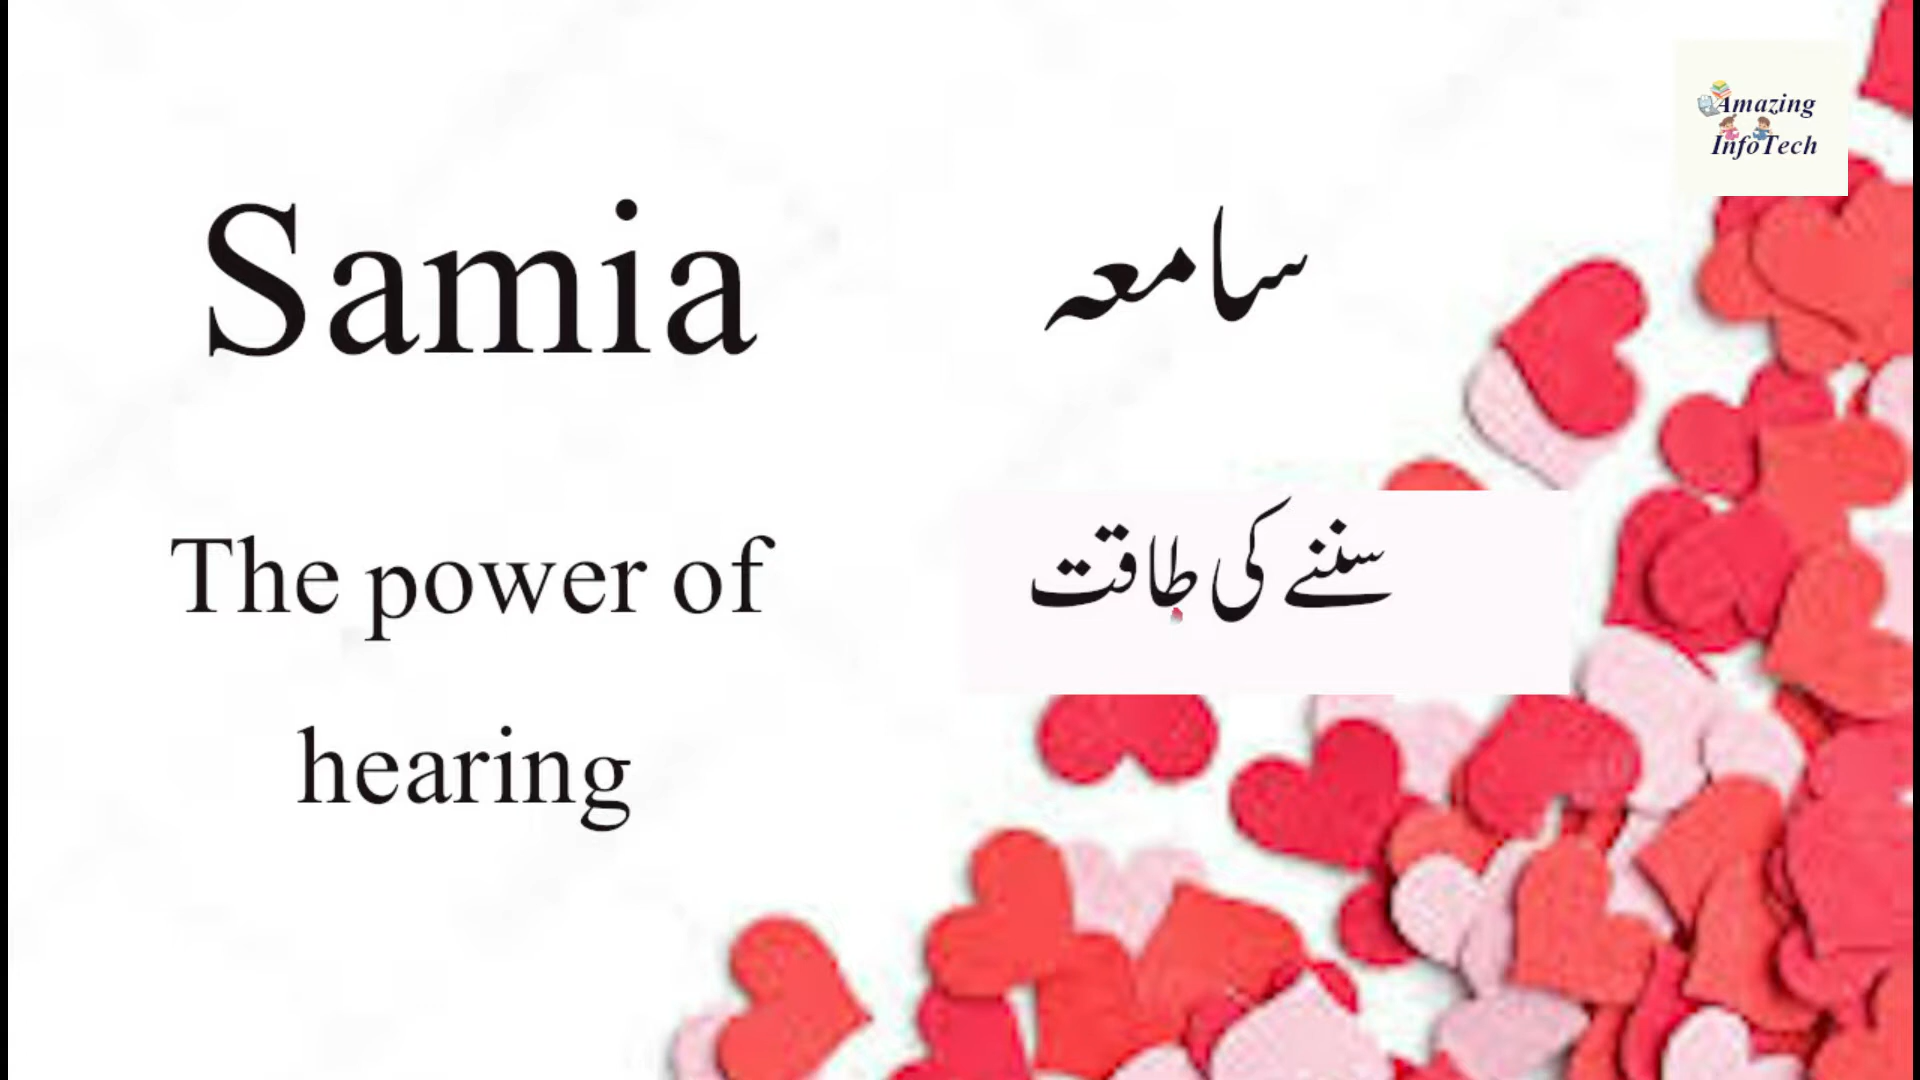 Amazing
InfoTech
Samia
سامعہ
The power of
hearing
سننے کی طاقت